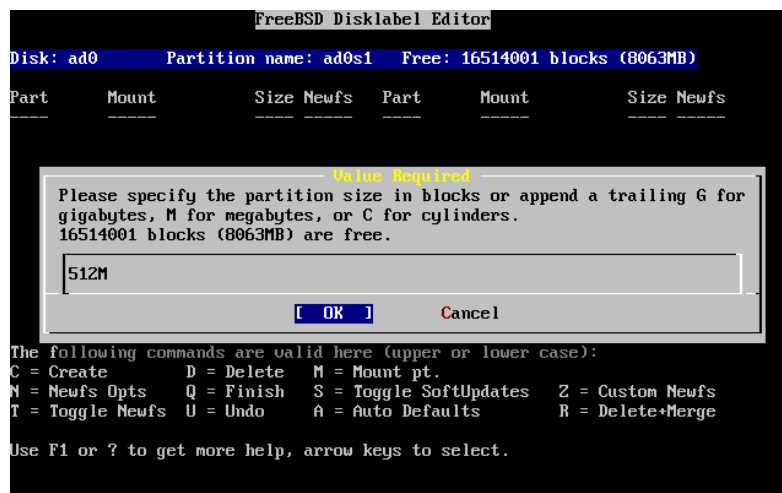 FreeBSD Disklabel Editor
Disk: ad0 Partition name: ad0s1 Free: 16514001 blocks (8063MB)
Part Mount Size Newfs Part Mount Size Newfs
---- ----- ---- ----- ---- ----- ---- -----
Value Required
Please specify the partition size in blocks or append a trailing G for
gigabytes, M for megabytes, or C for cylinders.
16514001 blocks (8063MB) are free.
512M
[ OK ] Cancel
The following commands are valid here (upper or lower case):
C = Create D = Delete M = Mount pt.
N = Newfs Opts Q = Finish S = Toggle SoftUpdates Z = Custom Newfs
T = Toggle Newfs U = Undo A = Auto Defaults R = Delete+Merge
Use F1 or ? to get more help, arrow keys to select.